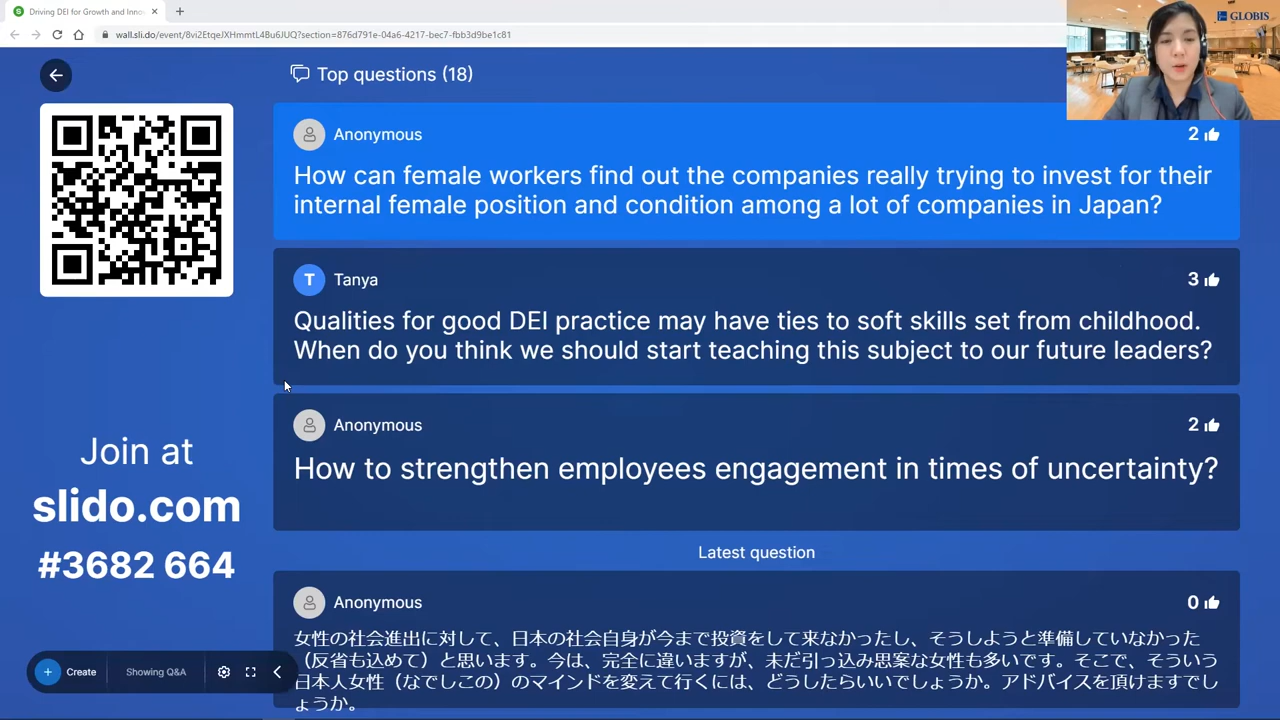 Driving DEI for Growth and Inno
wall.sli.do/event/8vi2EtqeJXHmmtL4Bu6JUQ?section=876d791e-04a6-4217-bec7-fbb3d9be1c81
GLOBIS
Top questions (18)
Anonymous
2
How can female workers find out the companies really trying to invest for their
internal female position and condition among a lot of companies in Japan?
T
Tanya
3
Qualities for good DEI practice may have ties to soft skills set from childhood.
When do you think we should start teaching this subject to our future leaders?
Anonymous
2
How to strengthen employees engagement in times of uncertainty?
Latest question
Anonymous
0
女性の社会進出に対して、日本の社会自身が今まで投資をして来なかったし、そうしようと準備していなかった
（反省も込めて）と思います。今は、完全に違いますが、未だ引っ込み思案な女性も多いです。そこで、そういう
日本人女性（なでしこの）のマインドを変えて行くには、どうしたらいいでしょうか。アドバイスを頂けますでし
ょうか。
Join at
slido.com
#3682 664
Create
Showing Q&A